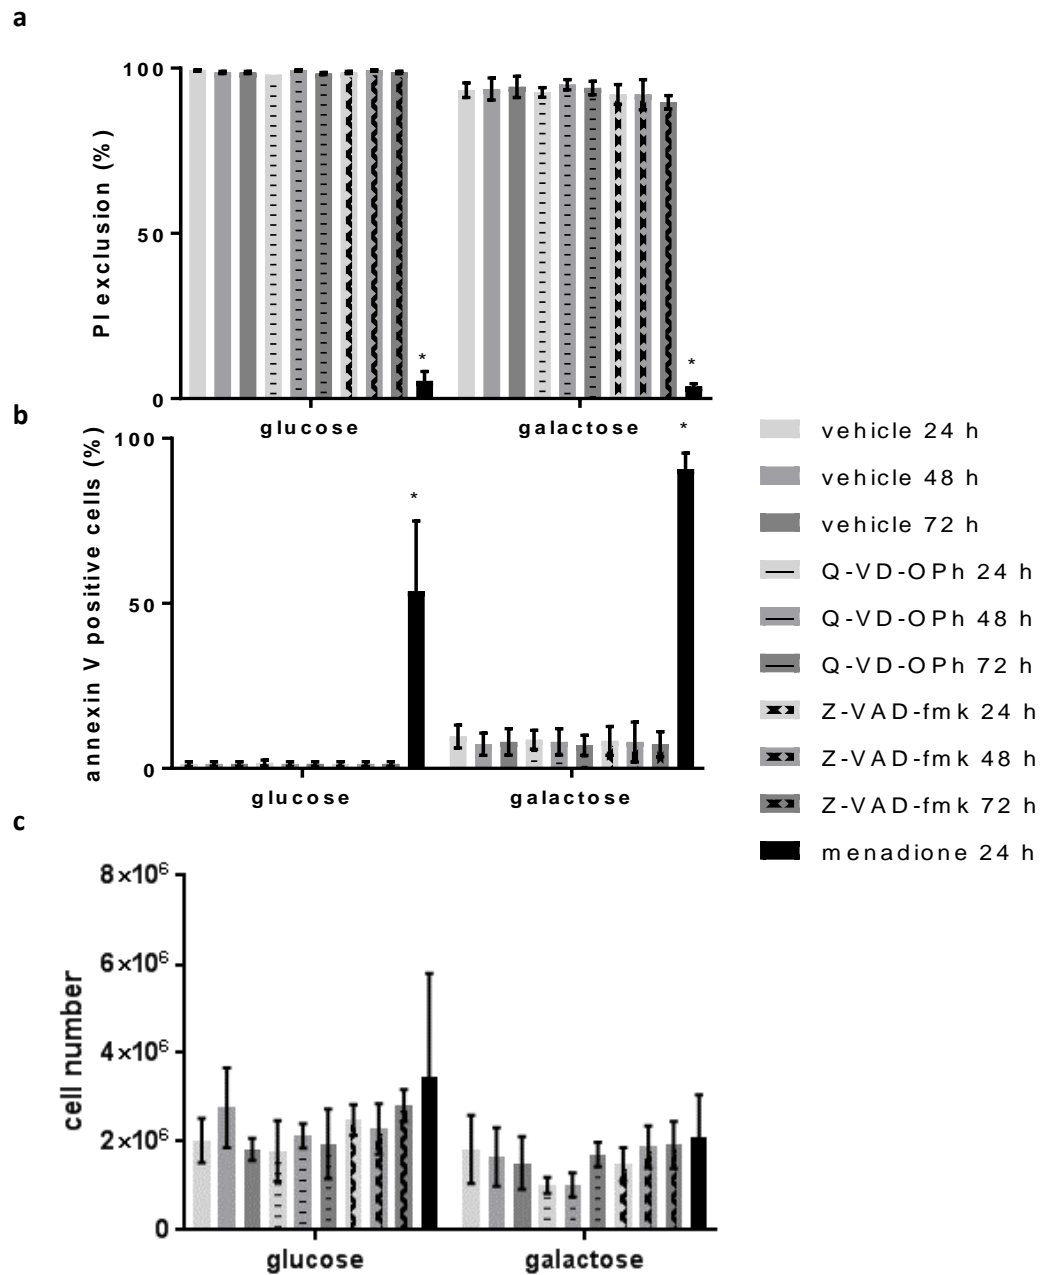 a
PI exclusion (%)
100
50
0
*
*
glucose
galactose
b
annexin V positive cells (%)
100
50
0
*
*
glucose
galactose
vehicle 24 h
vehicle 48 h
vehicle 72 h
Q-VD-OPh 24 h
Q-VD-OPh 48 h
Q-VD-OPh 72 h
Z-VAD-fmk 24 h
Z-VAD-fmk 48 h
Z-VAD-fmk 72 h
menadione 24 h
c
cell number
8×10⁶
6×10⁶
4×10⁶
2×10⁶
0
glucose
galactose